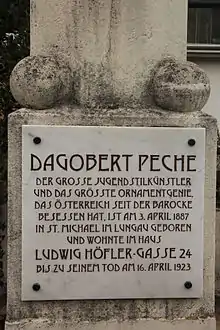 DAGOBERT PECHE
DER GROSSE JUGENDSTILKÜNSTLER
UND DAS GRÖSSTE ORNAMENTGENIE,
DAS ÖSTERREICH SEIT DER BAROCKE
BESESSEN HAT, IST AM 3. APRIL 1887
IN ST. MICHAEL IM LUNGAU GEBOREN
UND WOHNTE IM HAUS
LUDWIG HÖFLER-GASSE 24
BIS ZU SEINEM TOD AM 16. APRIL 1923